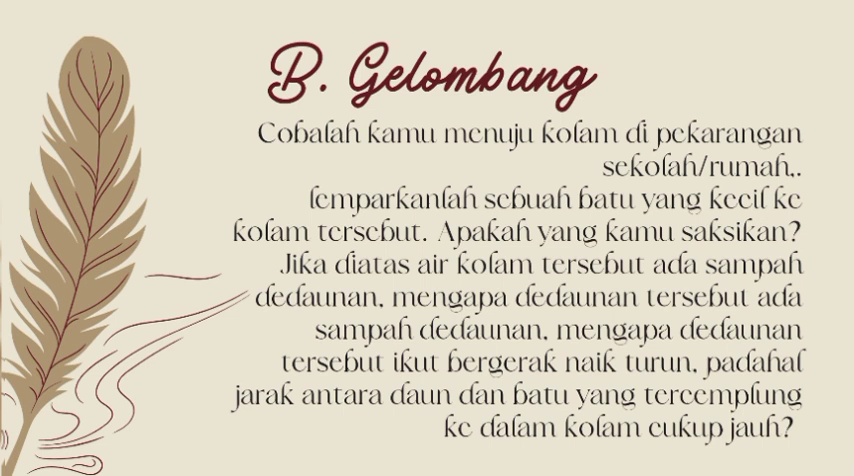 B. Gelombang
Cobalah kamu menuju kolam di pekarangan
sekolah/rumah,.
lemparkanlah sebuah batu yang kecil ke
kolam tersebut. Apakah yang kamu saksikan?
Jika diatas air kolam tersebut ada sampah
dedaunan, mengapa dedaunan tersebut ada
sampah dedaunan, mengapa dedaunan
tersebut ikut bergerak naik turun, padahal
jarak antara daun dan batu yang tercemplung
ke dalam kolam cukup jauh?